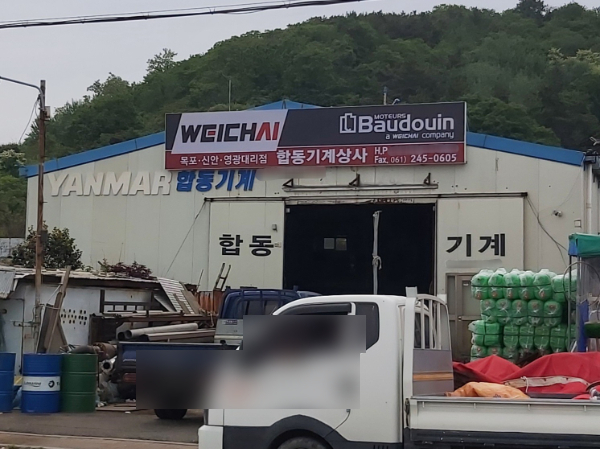 WEICHAI
MOTEURS
Baudouin
a WEICHAI company
목포·신안·영광대리점 합동기계상사 H.P
Fax. 061) 245-0605
YANMAR 합동기계
합동 기계